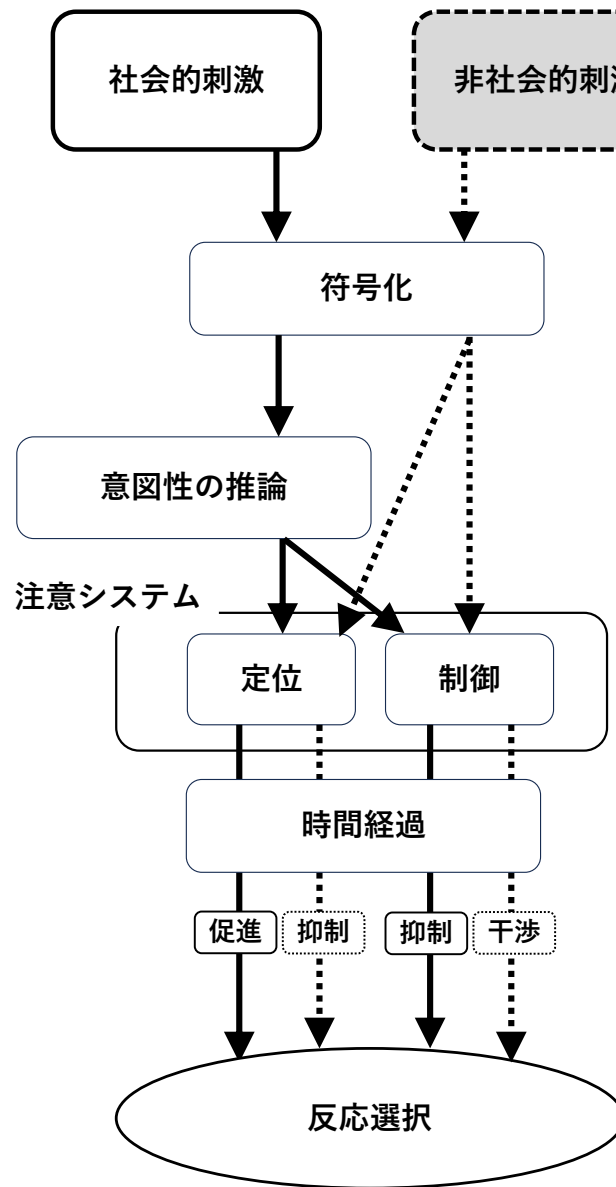 社会的刺激
非社会的刺
符号化
意図性の推論
注意システム
定位
制御
時間経過
促進
抑制
抑制
干渉
反応選択